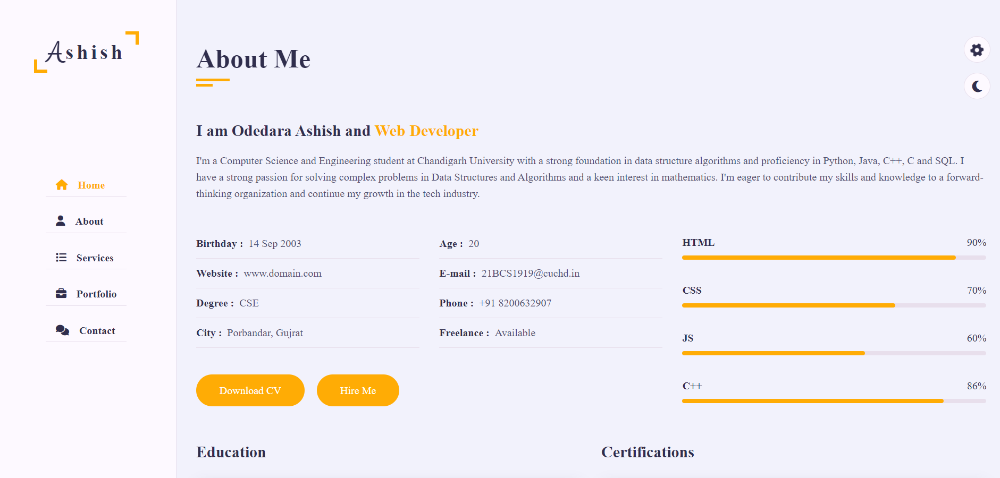 Ashish
Home
About
Services
Portfolio
Contact
About Me
I am Odedara Ashish and Web Developer
I'm a Computer Science and Engineering student at Chandigarh University with a strong foundation in data structure algorithms and proficiency in Python, Java, C++, C and SQL. I
have a strong passion for solving complex problems in Data Structures and Algorithms and a keen interest in mathematics. I'm eager to contribute my skills and knowledge to a forward-
thinking organization and continue my growth in the tech industry.
Birthday : 14 Sep 2003
Age : 20
Website : www.domain.com
E-mail : 21BCS1919@cuchd.in
Degree : CSE
Phone : +91 8200632907
City : Porbandar, Gujrat
Freelance : Available
HTML 90%
CSS 70%
JS 60%
C++ 86%
Download CV
Hire Me
Education
Certifications